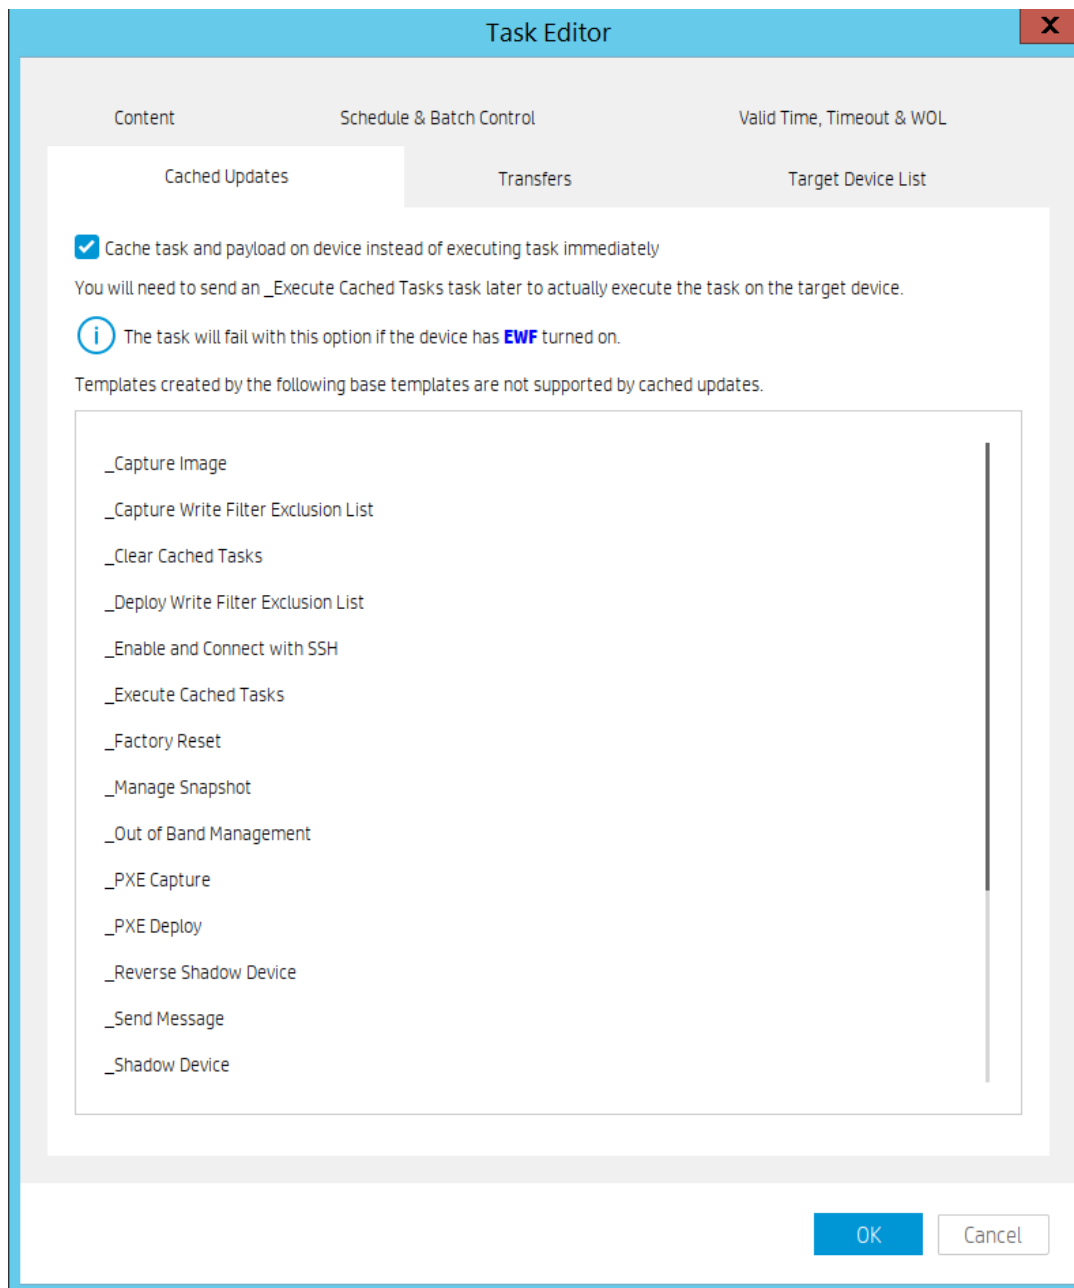 Task Editor
X
Content
Schedule & Batch Control
Valid Time, Timeout & WOL
Cached Updates
Transfers
Target Device List
Cache task and payload on device instead of executing task immediately
You will need to send an _Execute Cached Tasks task later to actually execute the task on the target device.
i The task will fail with this option if the device has EWF turned on.
Templates created by the following base templates are not supported by cached updates.
_Capture Image
_Capture Write Filter Exclusion List
_Clear Cached Tasks
_Deploy Write Filter Exclusion List
_Enable and Connect with SSH
_Execute Cached Tasks
_Factory Reset
_Manage Snapshot
_Out of Band Management
_PXE Capture
_PXE Deploy
_Reverse Shadow Device
_Send Message
_Shadow Device
OK
Cancel